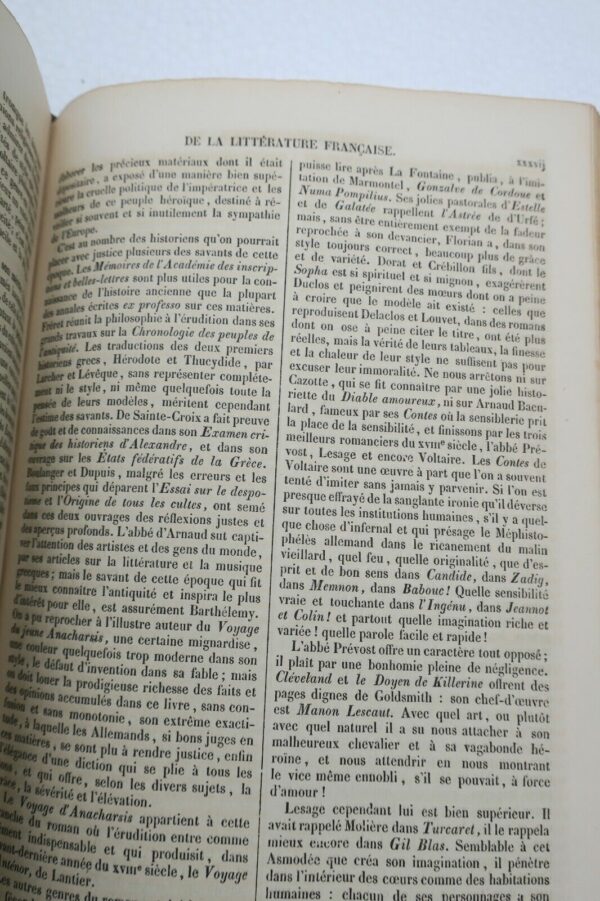 DE LA LITTÉRATURE FRANÇAISE.
xxxvij
élaborer les précieux matériaux dont il était
dépositaire, a exposé d'une manière bien supé-
la cruelle politique de l'impératrice et les
malheurs de ce peuple héroïque, destiné à ré-
si souvent et si inutilement la sympathie
de l'Europe.
C'est au nombre des historiens qu'on pourrait
placer avec justice plusieurs des savants de cette
époque. Les Mémoires de l'Académie des inscrip-
et belles-lettres sont plus utiles pour la con-
naissance de l'histoire ancienne que la plupart
des annales écrites ex professo sur ces matières.
Fréret réunit la philosophie à l'érudition dans ses
grands travaux sur la Chronologie des peuples de
l'antiquité. Les traductions des deux premiers
historiens grecs, Hérodote et Thucydide, par
Larcher et Lévêque, sans représenter complète-
ment ni le style, ni même quelquefois toute la
pensée de leurs modèles, méritent cependant
l'estime des savants. De Sainte-Croix a fait preuve
de goût et de connaissances dans son Examen cri-
tique des historiens d'Alexandre, et dans son
ouvrage sur les États fédératifs de la Grèce.
Boulanger et Dupuis, malgré les erreurs et les
faux principes qui déparent l'Essai sur le despo-
tisme et l'Origine de tous les cultes, ont semé
dans ces deux ouvrages des réflexions justes et
des aperçus profonds. L'abbé d'Arnaud sut capti-
ver l'attention des artistes et des gens du monde,
par ses articles sur la littérature et la musique
grecques; mais le savant de cette époque qui fit
le mieux connaître l'antiquité et inspira le plus
d'intérêt pour elle, est assurément Barthélemy.
On a pu reprocher à l'illustre auteur du Voyage
du jeune Anacharsis, une certaine mignardise,
une couleur quelquefois trop moderne dans son
style, le défaut d'invention dans sa fable; mais
on doit louer la prodigieuse richesse des faits et
des opinions accumulés dans ce livre, sans con-
fusion et sans monotonie, son extrême exacti-
tude, à laquelle les Allemands, si bons juges en
ces matières, se sont plu à rendre justice, enfin
l'élégance d'une diction qui se plie à tous les
tons, et qui offre, selon les divers sujets, la
grâce, la sévérité et l'élévation.
Le Voyage d'Anacharsis appartient à cette
branche du roman où l'érudition entre comme
élément indispensable et qui produisit, dans
l'avant-dernière année du XVIIIe siècle, le Voyage
d'Anténor, de Lantier.
Les autres genres du roman
puisse lire après La Fontaine, publia, à l'imi-
tation de Marmontel, Gonzalve de Cordoue et
Numa Pompilius. Ses jolies pastorales d'Estelle
et de Galatée rappellent l'Astrée de d'Urfé;
mais, sans être entièrement exempt de la fadeur
reprochée à son devancier, Florian a, dans son
style toujours correct, beaucoup plus de grâce
et de variété. Dorat et Crébillon fils, dont le
Sopha est si spirituel et si mignon, exagérèrent
Duclos et peignirent des mœurs dont on a peine
à croire que le modèle ait existé : celles que
reproduisent Delaclos et Louvet, dans des romans
dont on ose à peine citer le titre, ont été plus
réelles, mais la vérité de leurs tableaux, la finesse
et la chaleur de leur style ne suffisent pas pour
excuser leur immoralité. Ne nous arrêtons ni sur
Cazotte, qui se fit connaître par une jolie histo-
riette du Diable amoureux, ni sur Arnaud Bacu-
lard, fameux par ses Contes où la sensiblerie prit
la place de la sensibilité, et finissons par les trois
meilleurs romanciers du XVIIIe siècle, l'abbé Pré-
vost, Lesage et encore Voltaire. Les Contes de
Voltaire sont une œuvre à part que l'on a souvent
tenté d'imiter sans jamais y parvenir. Si l'on est
presque effrayé de la sanglante ironie qu'il déverse
sur toutes les institutions humaines, s'il y a quel-
que chose d'infernal et qui présage le Méphisto-
phélès allemand dans le ricanement du malin
vieillard, quel feu, quelle originalité, que d'es-
prit et de bon sens dans Candide, dans Zadig,
dans Memnon, dans Babouc! Quelle sensibilité
vraie et touchante dans l'Ingénu, dans Jeannot
et Colin! et partout quelle imagination riche et
variée! quelle parole facile et rapide!
L'abbé Prévost offre un caractère tout opposé;
il plaît par une bonhomie pleine de négligence.
Cléveland et le Doyen de Killerine offrent des
pages dignes de Goldsmith : son chef-d'œuvre
est Manon Lescaut. Avec quel art, ou plutôt
avec quel naturel il a su nous attacher à son
malheureux chevalier et à sa vagabonde hé-
roïne, et nous attendrir en nous montrant
le vice même ennobli, s'il se pouvait, à force
d'amour!
Lesage cependant lui est bien supérieur. Il
avait rappelé Molière dans Turcaret, il le rappela
mieux encore dans Gil Blas. Semblable à cet
Asmodée que créa son imagination, il pénètre
dans l'intérieur des cœurs comme des habitations
humaines : chacun de ses personnages a son